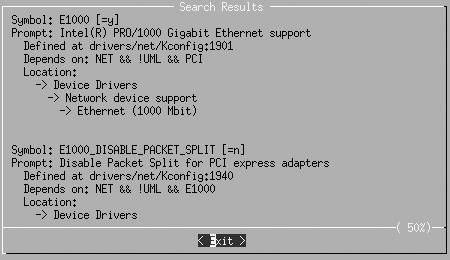 Search Results
Symbol: E1000 [=y]
Prompt: Intel(R) PRO/1000 Gigabit Ethernet support
Defined at drivers/net/Kconfig:1901
Depends on: NET && !UML && PCI
Location:
-> Device Drivers
-> Network device support
-> Ethernet (1000 Mbit)
Symbol: E1000_DISABLE_PACKET_SPLIT [=n]
Prompt: Disable Packet Split for PCI express adapters
Defined at drivers/net/Kconfig:1940
Depends on: NET && !UML && E1000
Location:
-> Device Drivers
( 50%)
< Exit >